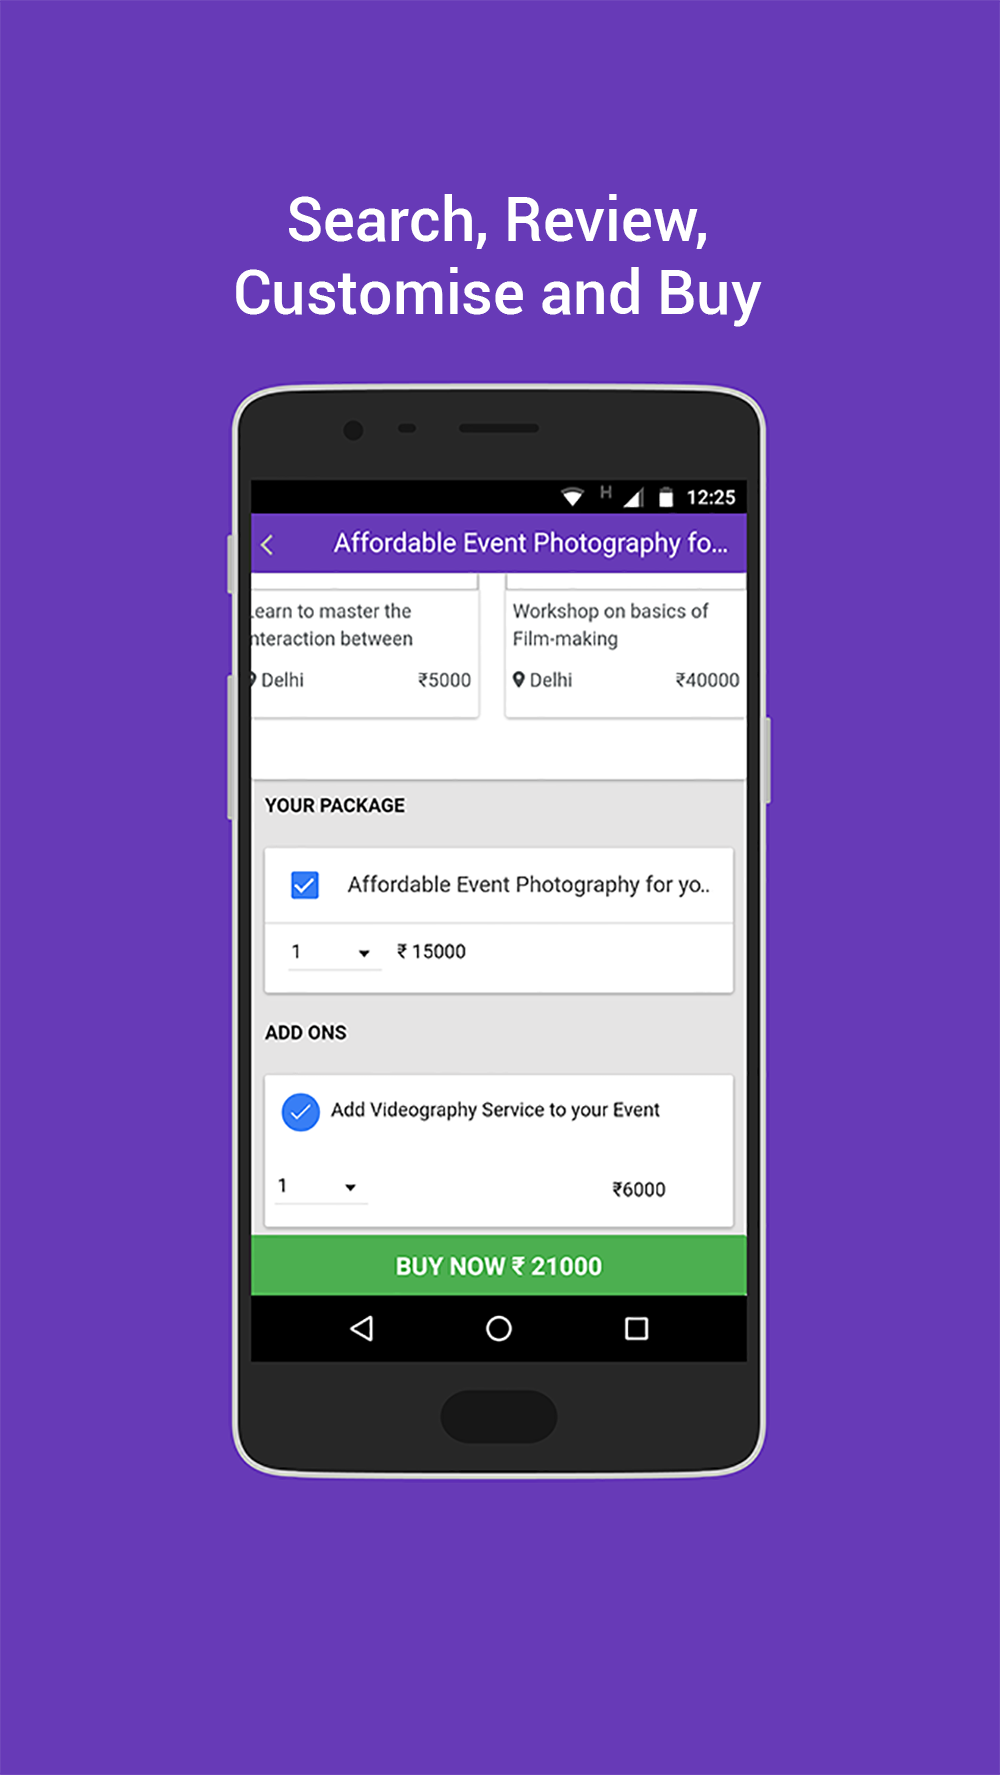 Search, Review,
Customise and Buy
H 12:25
Affordable Event Photography fo...
earn to master the
nteraction between
Delhi ₹5000
Workshop on basics of
Film-making
Delhi ₹40000
YOUR PACKAGE
Affordable Event Photography for yo..
1 ₹ 15000
ADD ONS
Add Videography Service to your Event
1 ₹6000
BUY NOW ₹ 21000